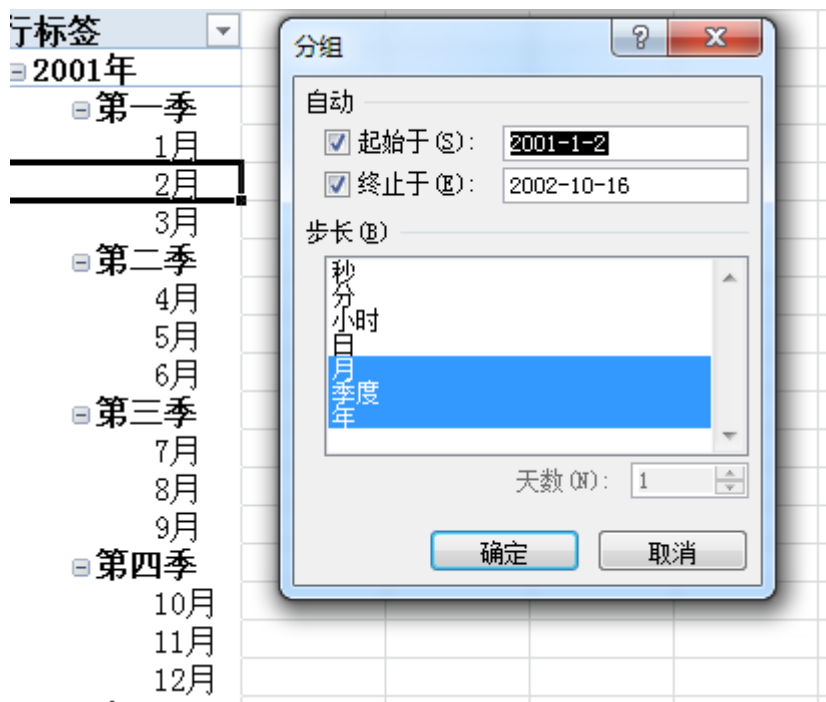 行标签
2001年
第一季
1月
2月
3月
第二季
4月
5月
6月
第三季
7月
8月
9月
第四季
10月
11月
12月
分组
自动
起始于(S): 2001-1-2
终止于(E): 2002-10-16
步长(B)
秒
分
小时
日
月
季度
年
天数(N): 1
确定 取消